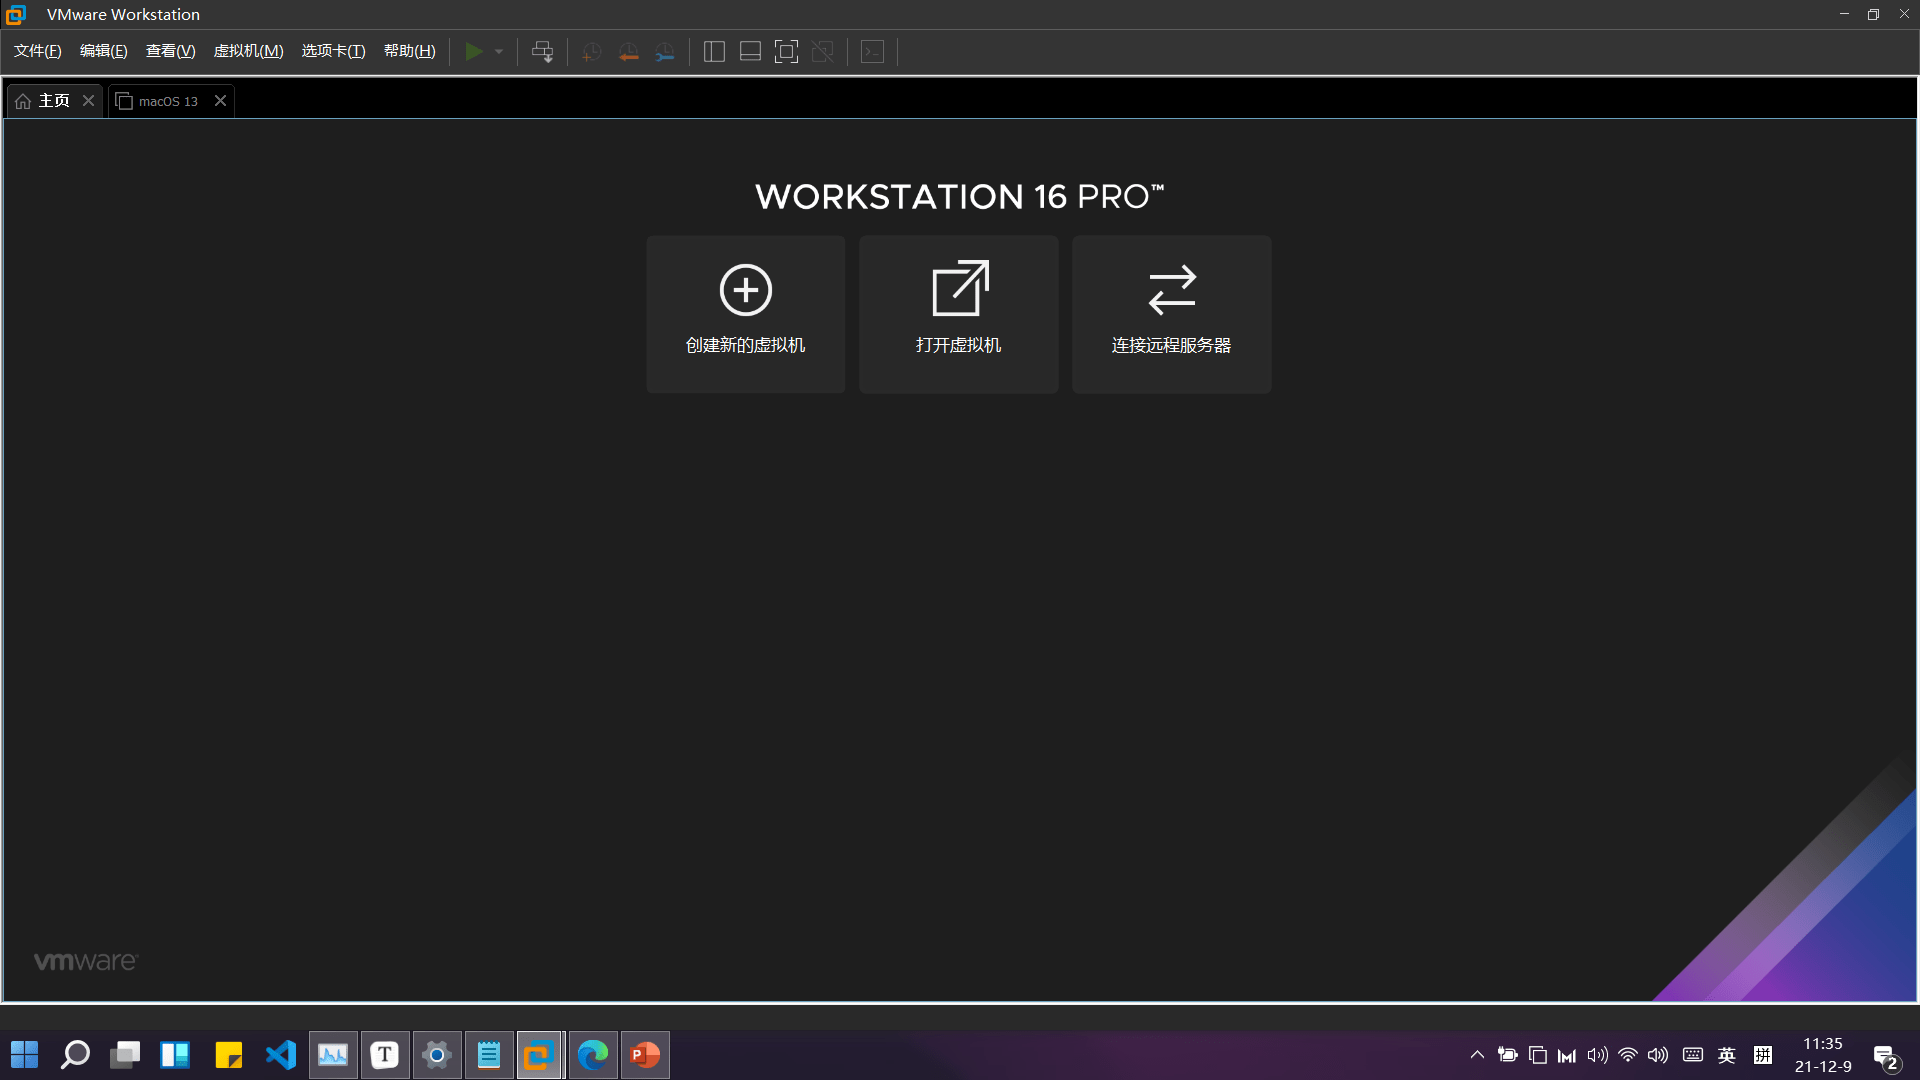 VMware Workstation
文件(F) 编辑(E) 查看(V) 虚拟机(M) 选项卡(T) 帮助(H)
主页 macOS 13
WORKSTATION 16 PRO™
创建新的虚拟机 打开虚拟机 连接远程服务器
vmware
T P 英 拼 11:35
21-12-9 2